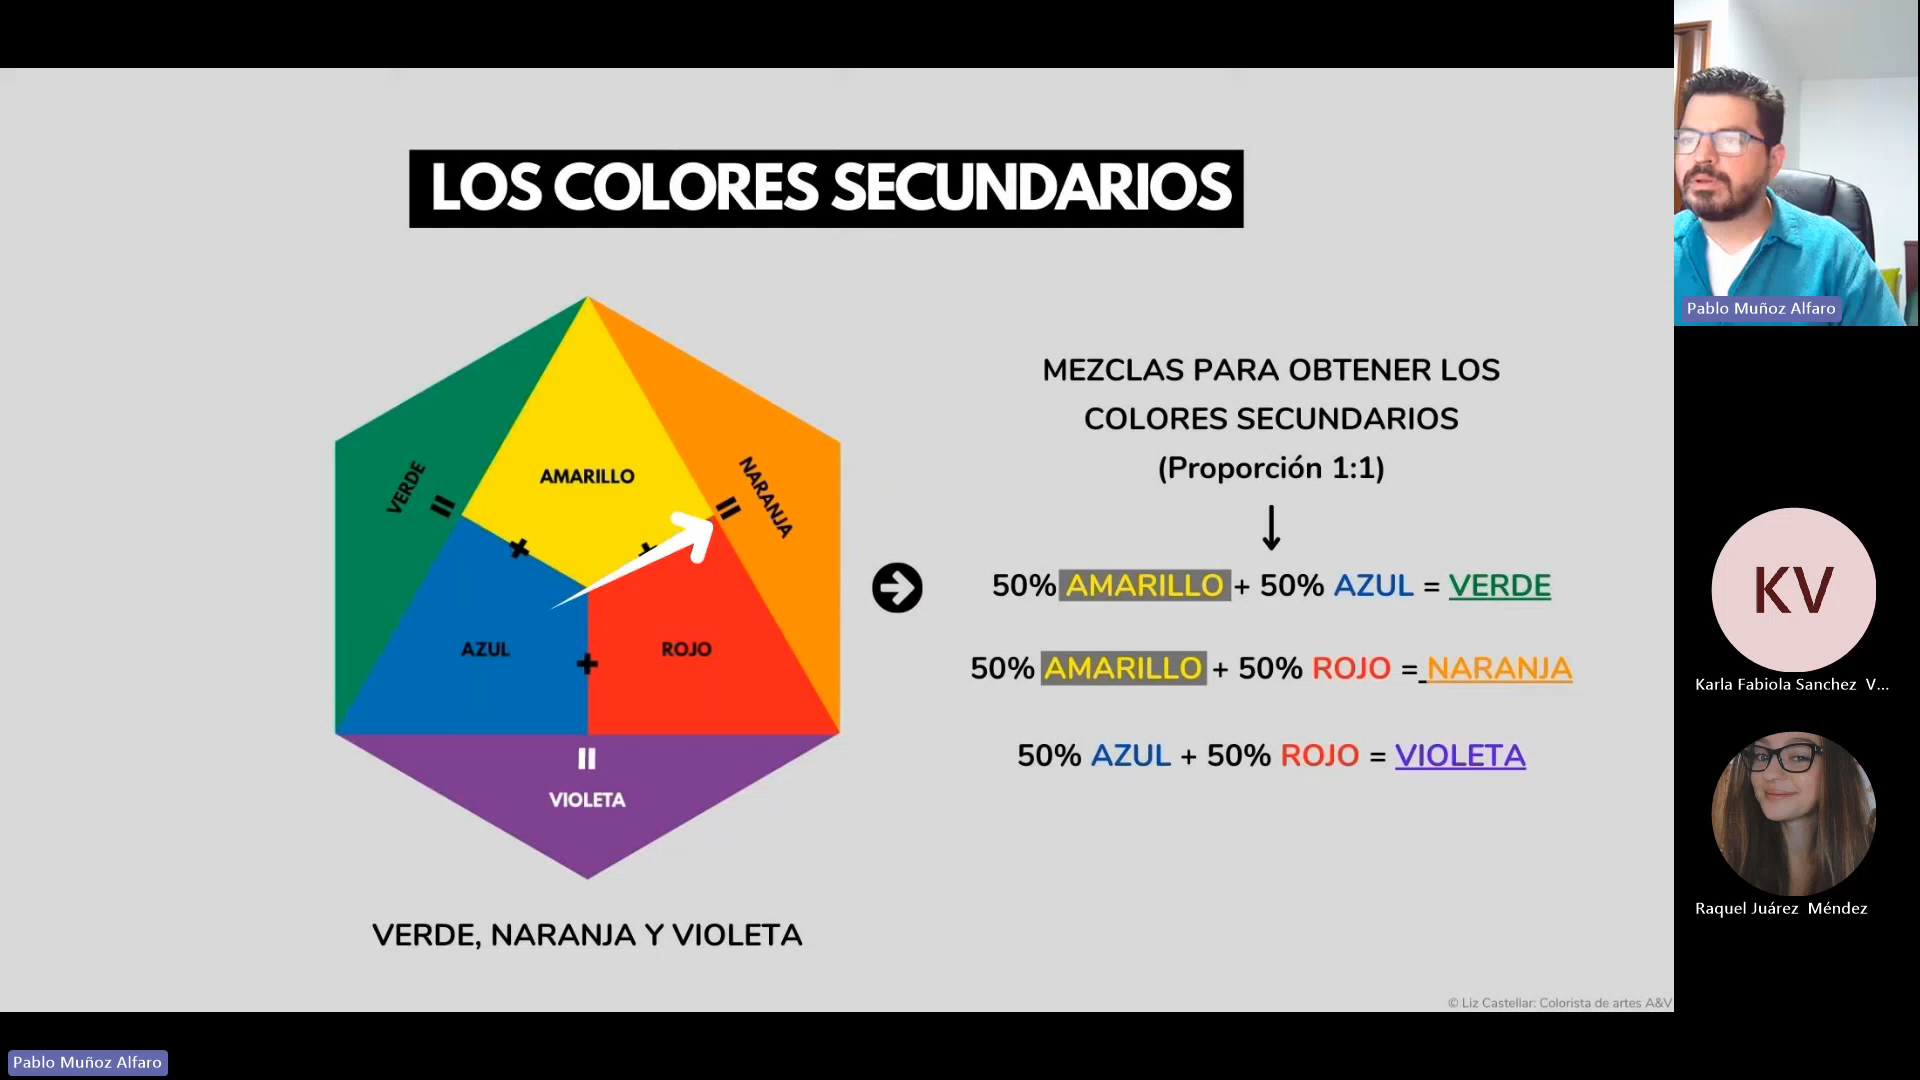 LOS COLORES SECUNDARIOS
VERDE
=
AMARILLO
=
NARANJA
+
+
AZUL
+
ROJO
=
VIOLETA
VERDE, NARANJA Y VIOLETA
MEZCLAS PARA OBTENER LOS
COLORES SECUNDARIOS
(Proporción 1:1)
50% AMARILLO + 50% AZUL = VERDE
50% AMARILLO + 50% ROJO = NARANJA
50% AZUL + 50% ROJO = VIOLETA
© Liz Castellar: Colorista de artes A&V
Pablo Muñoz Alfaro
KV
Karla Fabiola Sanchez V...
Raquel Juárez Méndez
Pablo Muñoz Alfaro